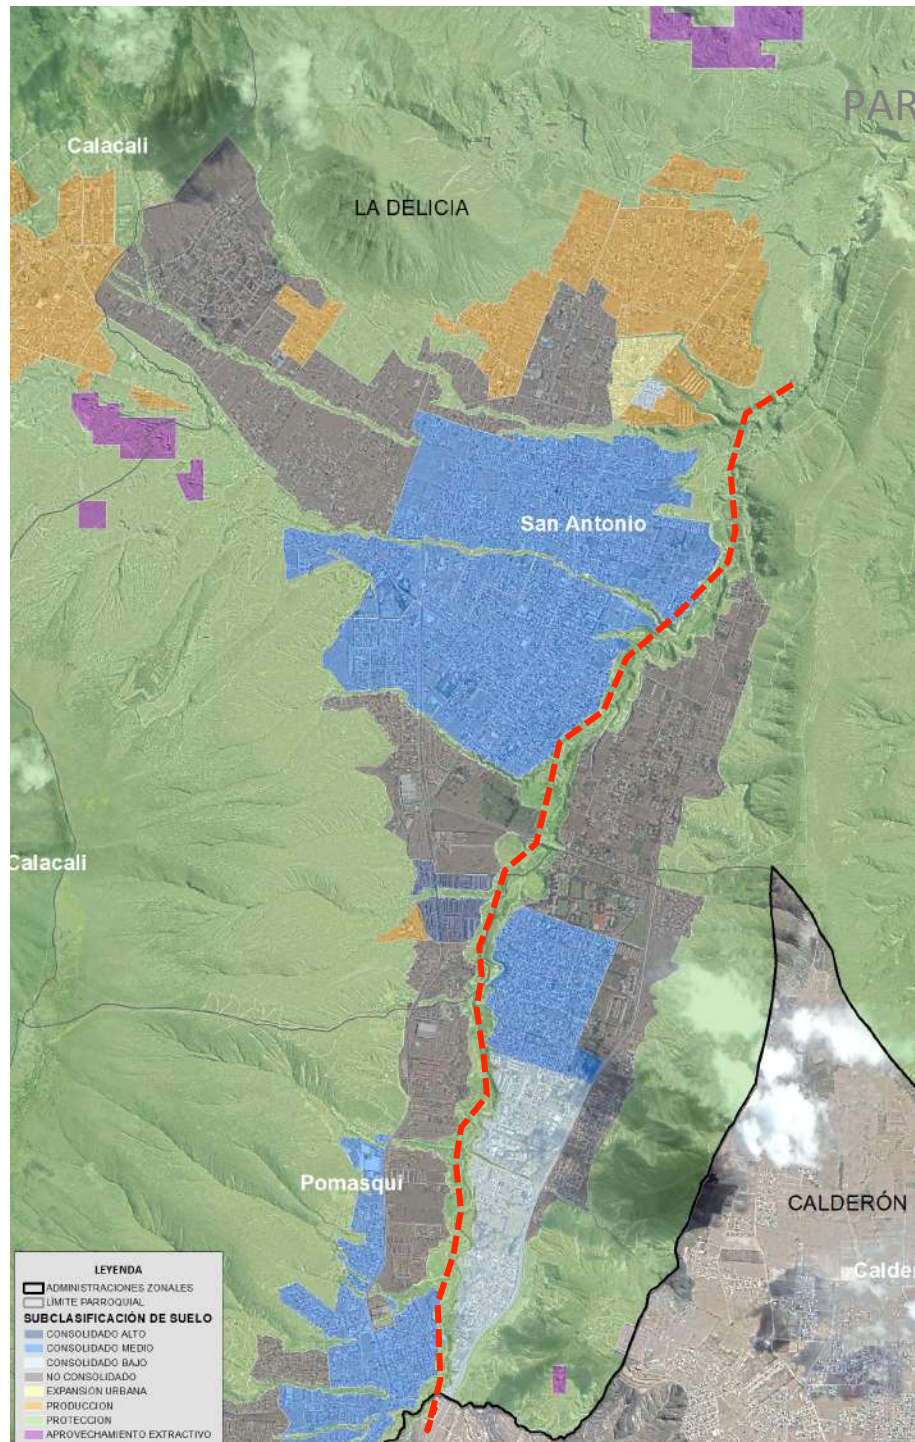 PAR
Calacali
LA DELICIA
San Antonio
Calacali
Pomasqui
CALDERÓN
Calder
LEYENDA
ADMINISTRACIONES ZONALES
LÍMITE PARROQUIAL
SUBCLASIFICACIÓN DE SUELO
CONSOLIDADO ALTO
CONSOLIDADO MEDIO
CONSOLIDADO BAJO
NO CONSOLIDADO
EXPANSION URBANA
PRODUCCION
PROTECCION
APROVECHAMIENTO EXTRACTIVO